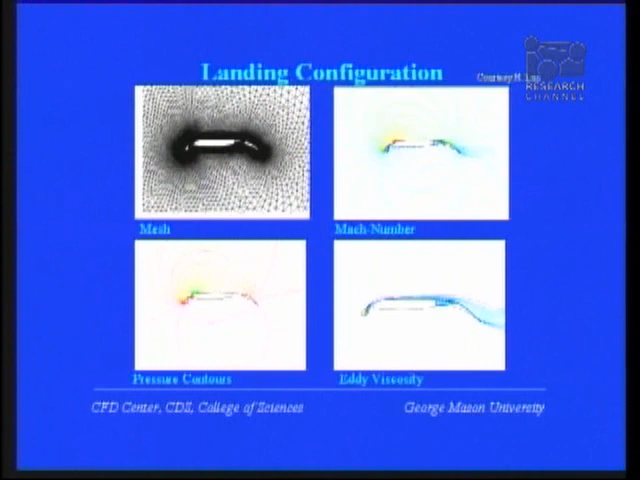 Landing Configuration
Courtesy H. Luo
RESEARCH
CHANNEL
Mesh
Mach-Number
Pressure Contours
Eddy Viscosity
CFD Center, CDS, College of Sciences
George Mason University